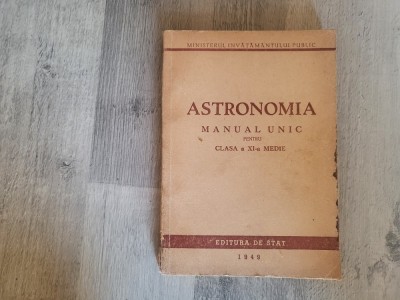 MINISTERUL INVĂȚĂMÂNTULUI PUBLIC
ASTRONOMIA
MANUAL UNIC
PENTRU
CLASA a XI-a MEDIE
EDITURA DE STAT
1949